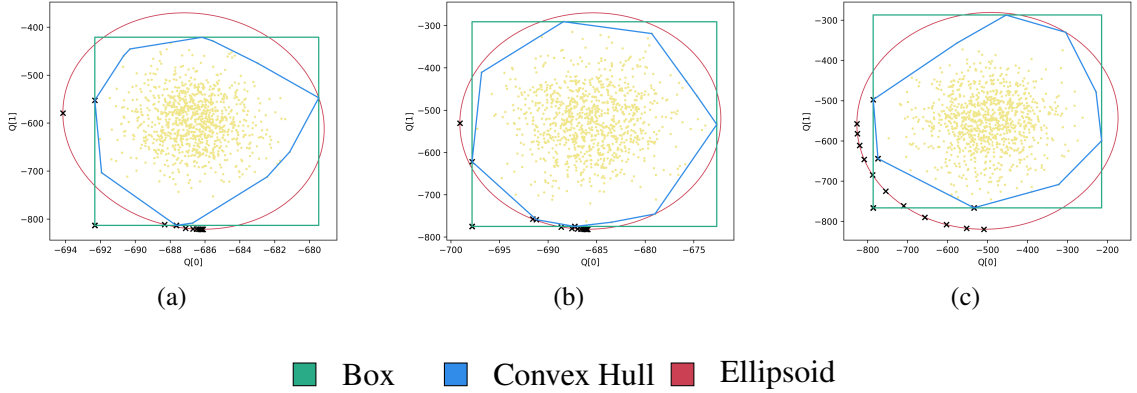 −400
−500
−600
−700
−800
Q[1]
−694 −692 −690 −688 −686 −684 −682 −680
Q[0]
(a)
−300
−400
−500
−600
−700
−800
Q[1]
−700 −695 −690 −685 −680 −675
Q[0]
(b)
−300
−400
−500
−600
−700
−800
Q[1]
−800 −700 −600 −500 −400 −300 −200
Q[0]
(c)
Box Convex Hull Ellipsoid